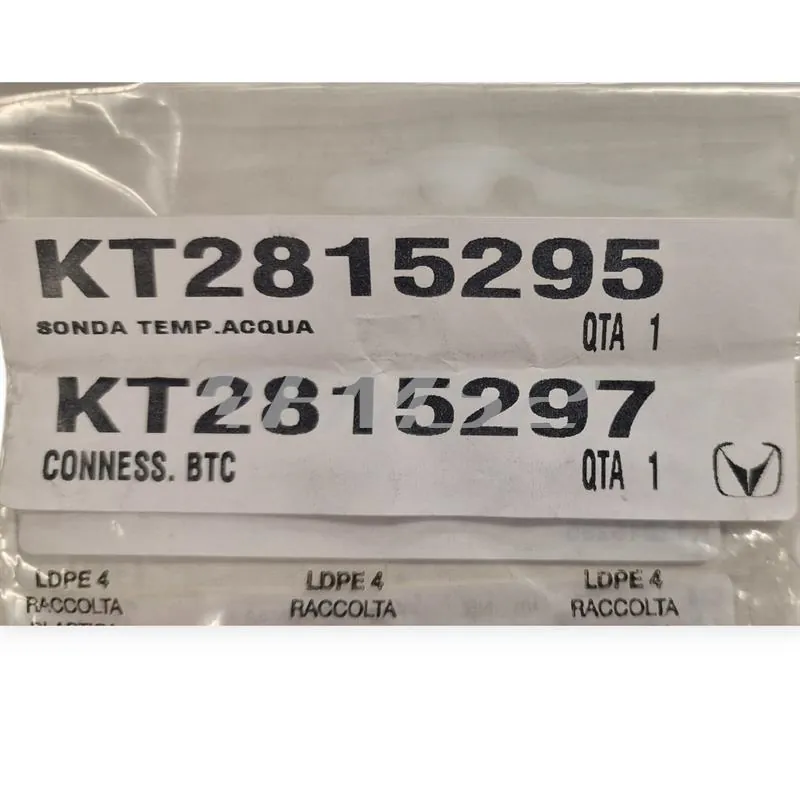 KT2815295
SONDA TEMP.ACQUA QTA 1
KT2815297
CONNESS. BTC QTA 1
LDPE 4 LDPE 4 LDPE 4
RACCOLTA RACCOLTA RACCOLTA